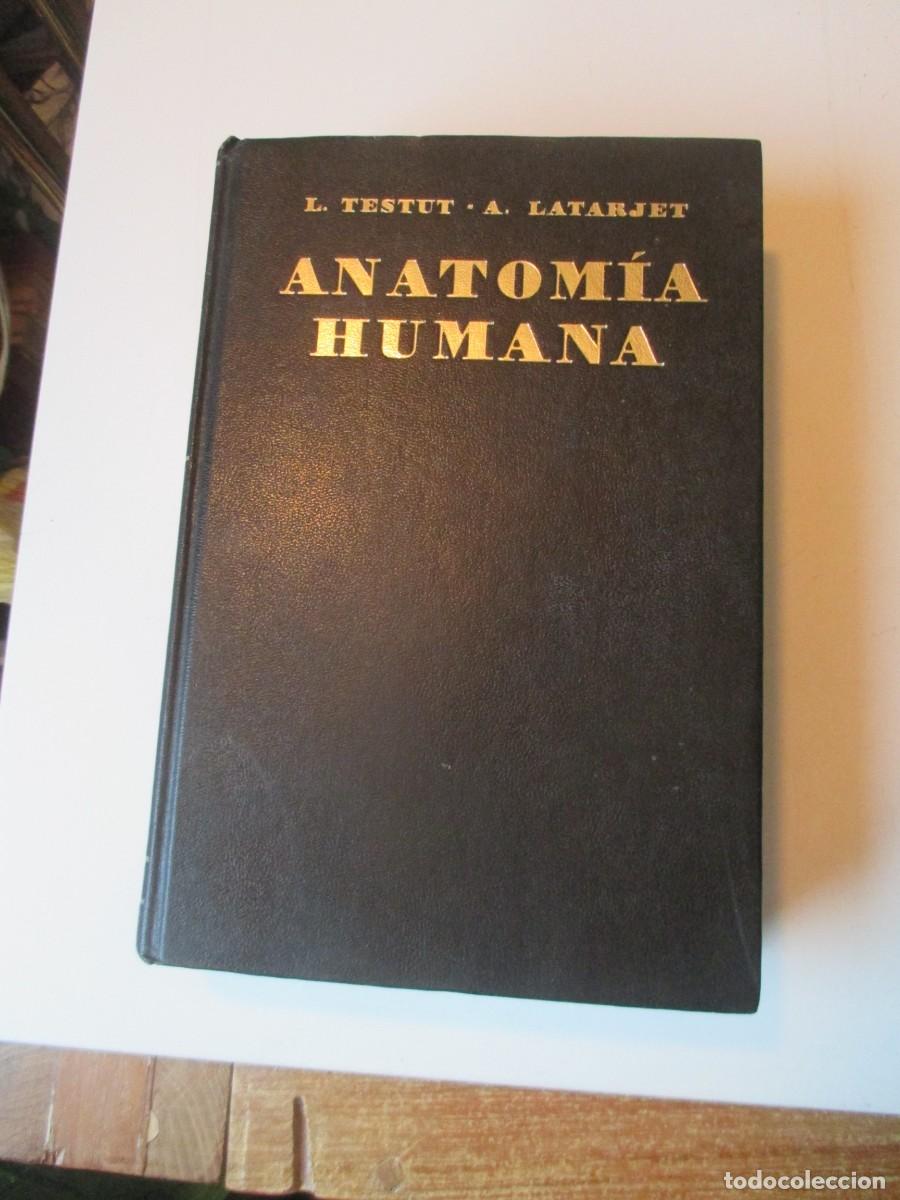 L. TESTUT · A. LATARJET
ANATOMÍA
HUMANA
todocoleccion